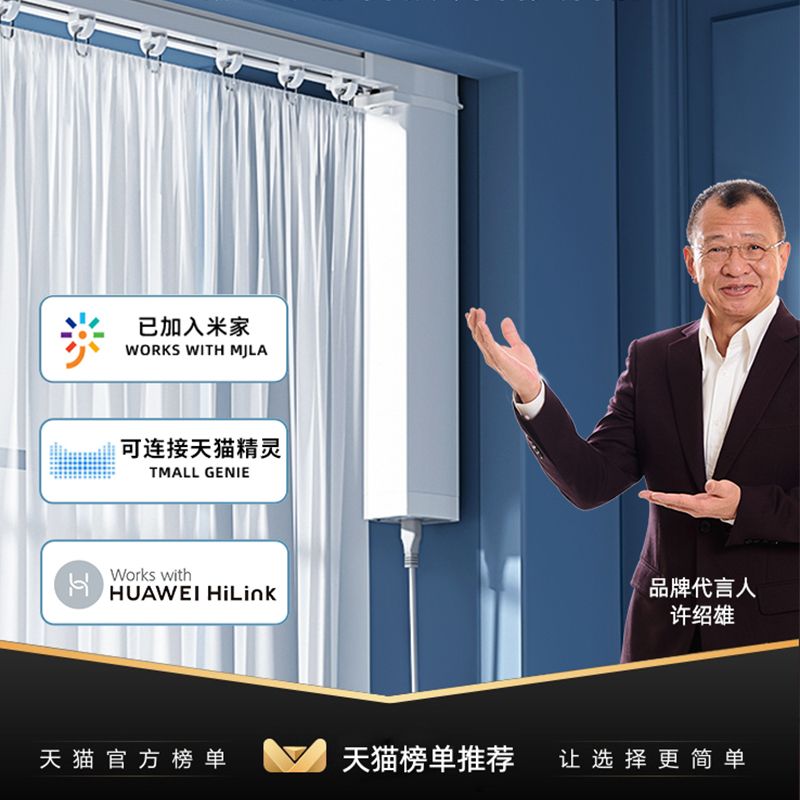 已加入米家
WORKS WITH MJLA
可连接天猫精灵
TMALL GENIE
Works with
HUAWEI HiLink
品牌代言人
许绍雄
天猫官方榜单
天猫榜单推荐
让选择更简单